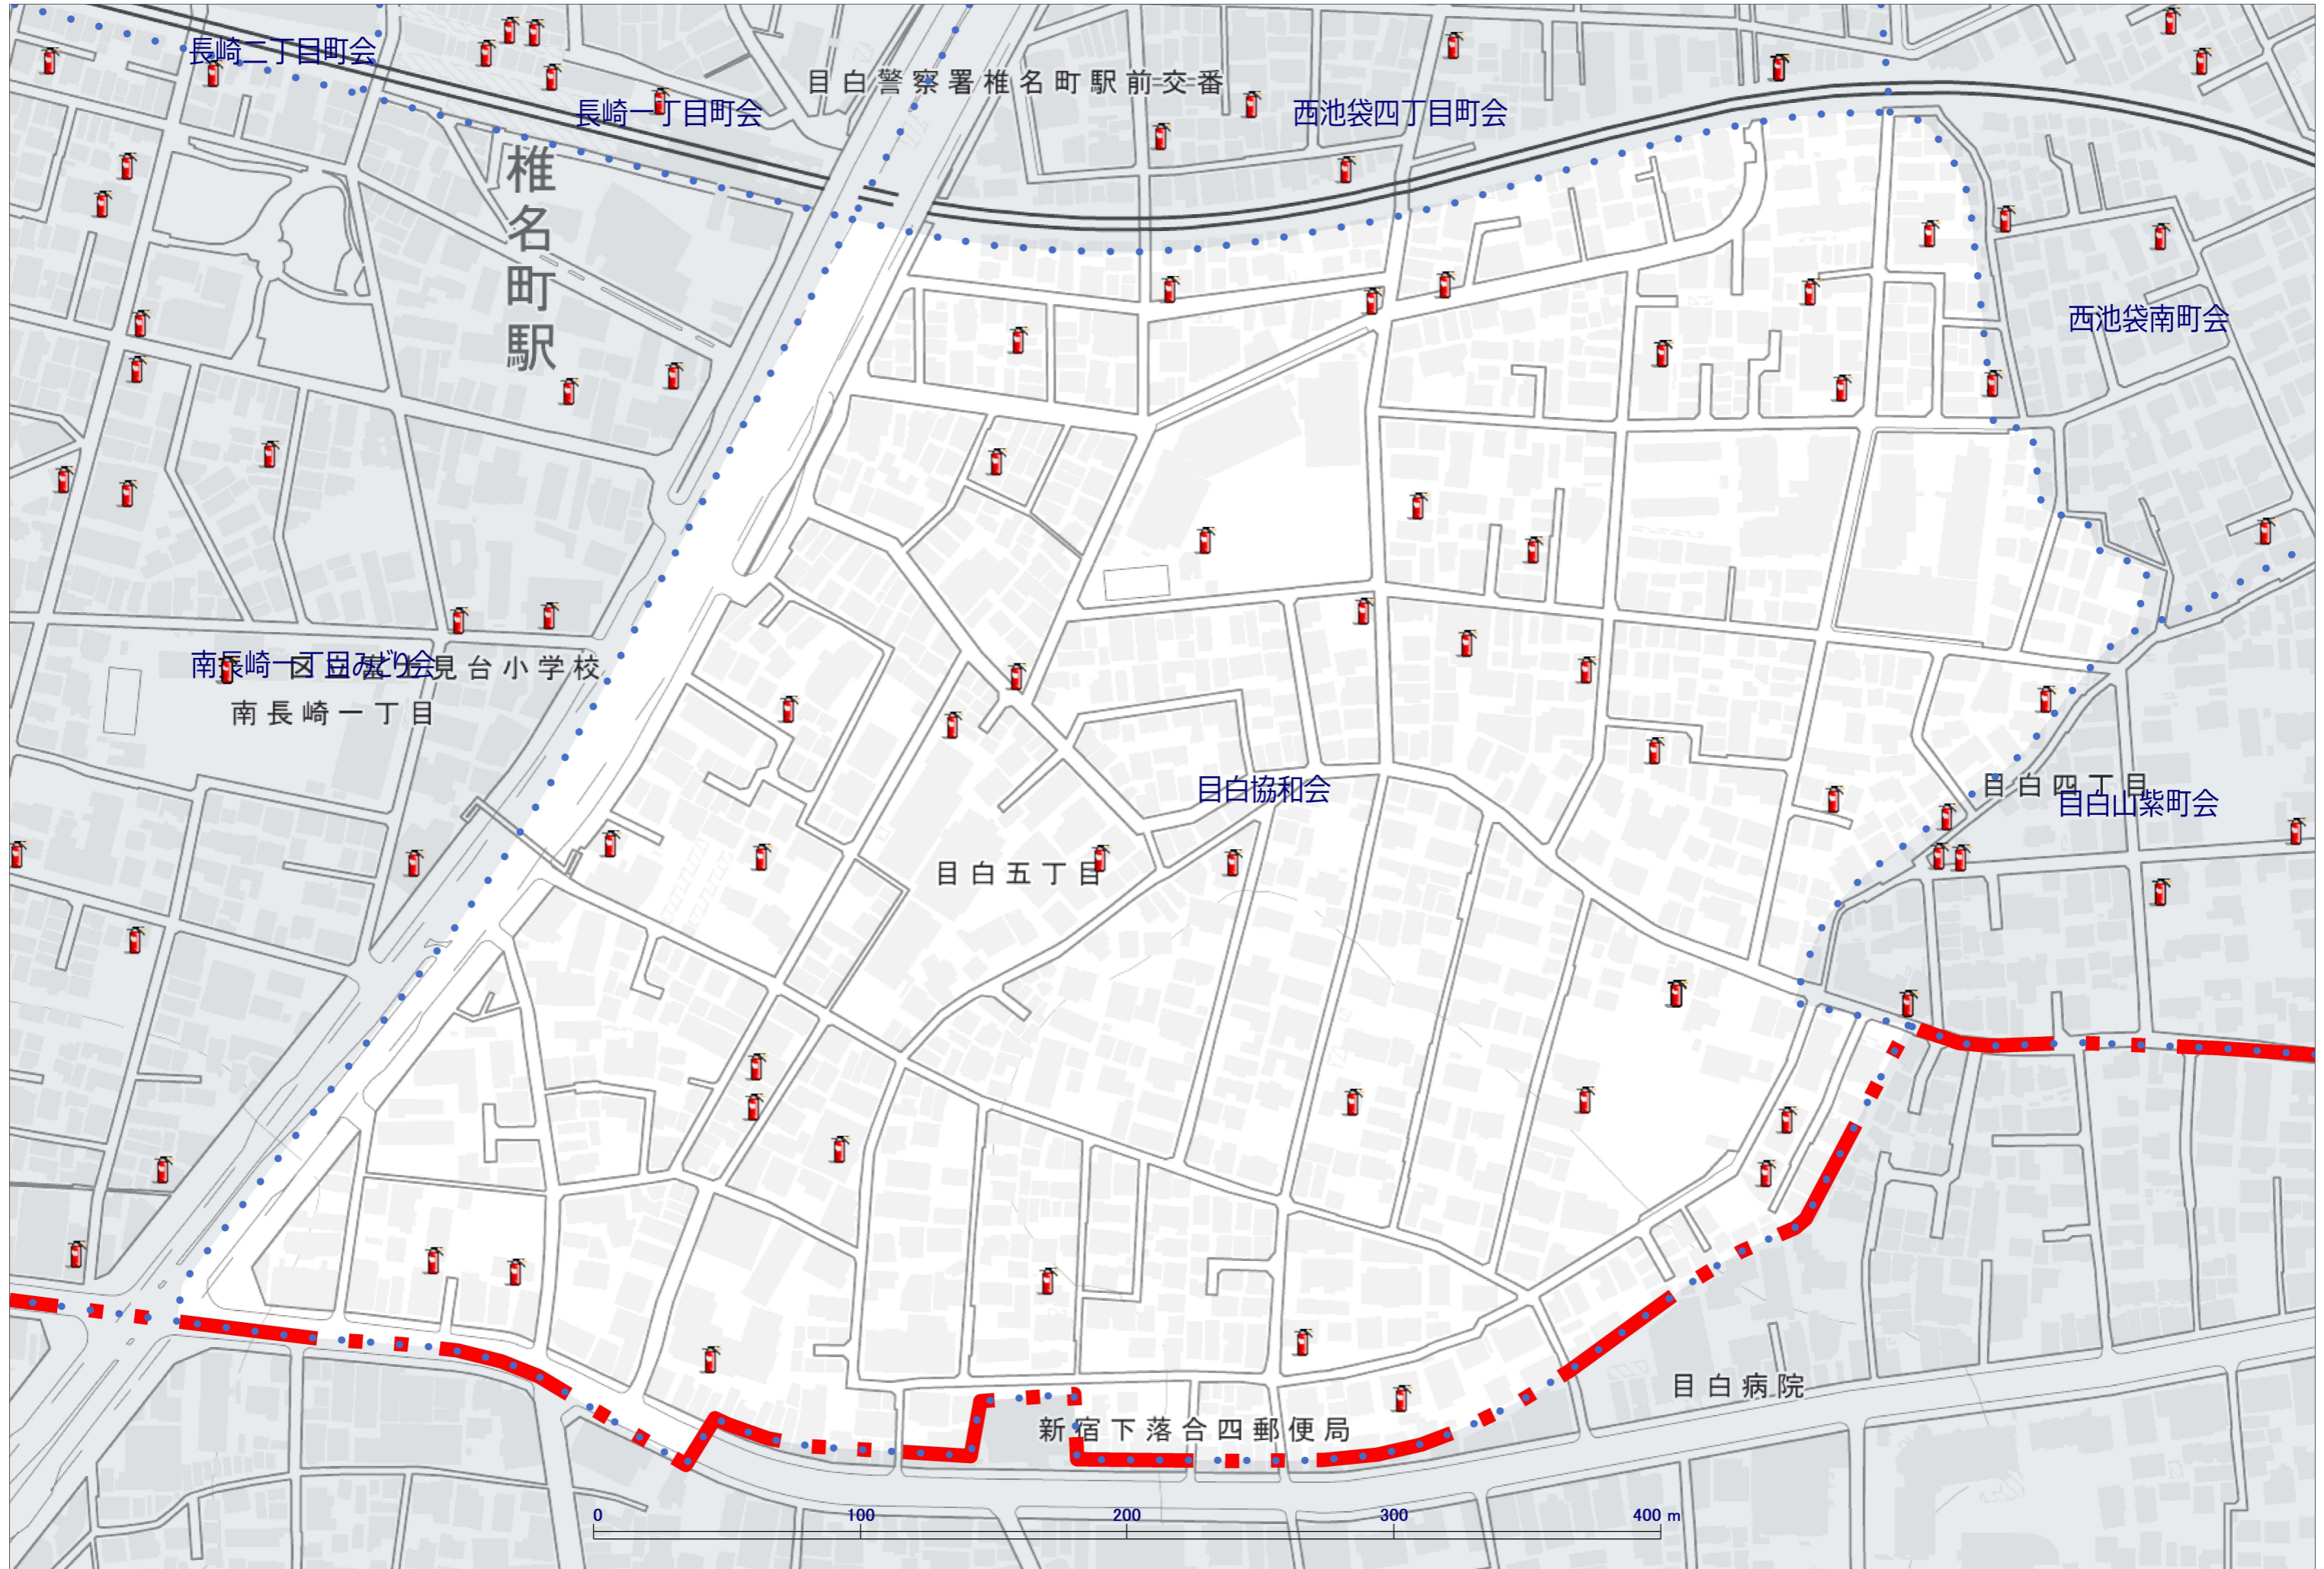 長崎二丁目町会
目白警察署椎名町駅前交番
長崎一丁目町会
西池袋四丁目町会
椎名町駅
西池袋南町会
南長崎一丁目みどり会
区立富士見台小学校
南長崎一丁目
目白協和会
目白四丁目
目白山紫町会
目白五丁目
目白病院
新宿下落合四郵便局
0 100 200 300 400 m